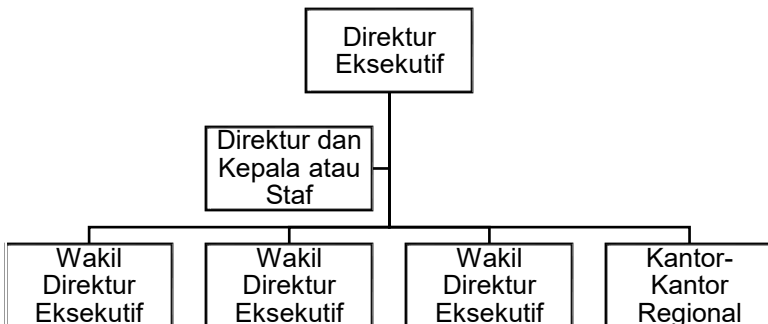 Direktur
Eksekutif
Direktur dan
Kepala atau
Staf
Wakil
Direktur
Eksekutif
Wakil
Direktur
Eksekutif
Wakil
Direktur
Eksekutif
Kantor-
Kantor
Regional